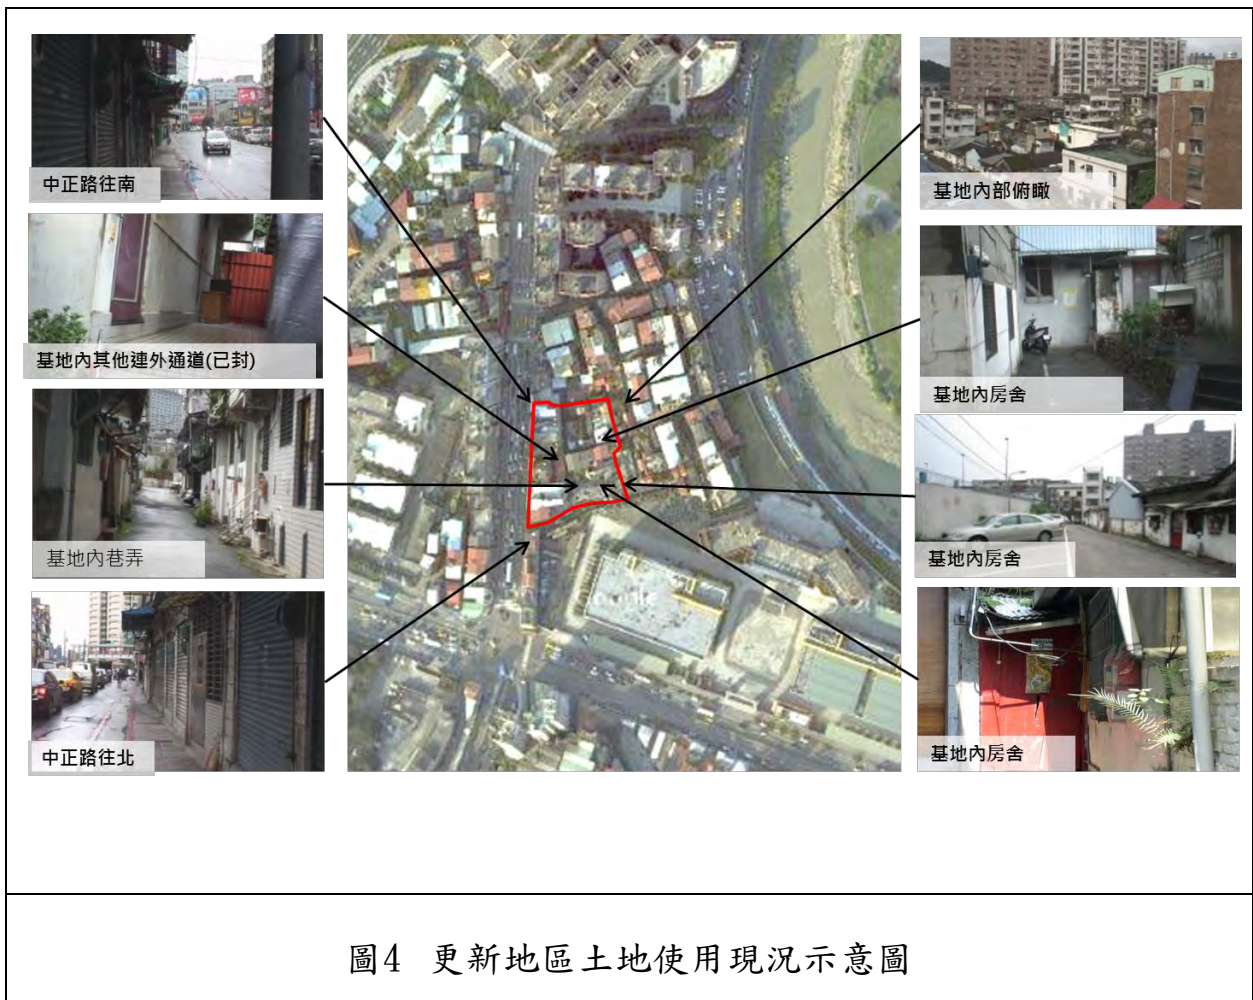 中正路往南
基地內其他連外通道(已封)
基地內巷弄
中正路往北
基地內部俯瞰
基地內房舍
基地內房舍
基地內房舍
圖4 更新地區土地使用現況示意圖